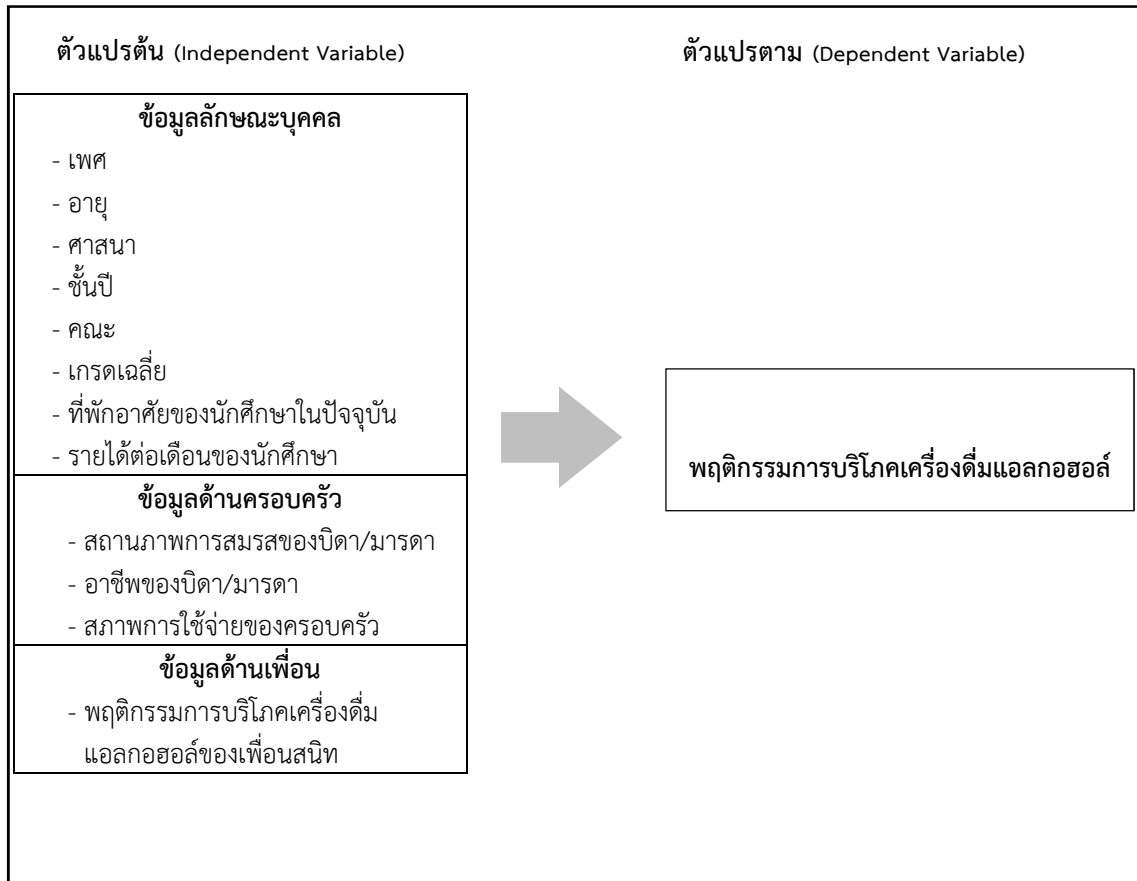 ตัวแปรต้น (Independent Variable)
ตัวแปรตาม (Dependent Variable)
ข้อมูลลักษณะบุคคล
- เพศ
- อายุ
- ศาสนา
- ชั้นปี
- คณะ
- เกรดเฉลี่ย
- ที่พักอาศัยของนักศึกษาในปัจจุบัน
- รายได้ต่อเดือนของนักศึกษา
ข้อมูลด้านครอบครัว
- สถานภาพการสมรสของบิดา/มารดา
- อาชีพของบิดา/มารดา
- สภาพการใช้จ่ายของครอบครัว
ข้อมูลด้านเพื่อน
- พฤติกรรมการบริโภคเครื่องดื่ม
แอลกอฮอล์ของเพื่อนสนิท
พฤติกรรมการบริโภคเครื่องดื่มแอลกอฮอล์